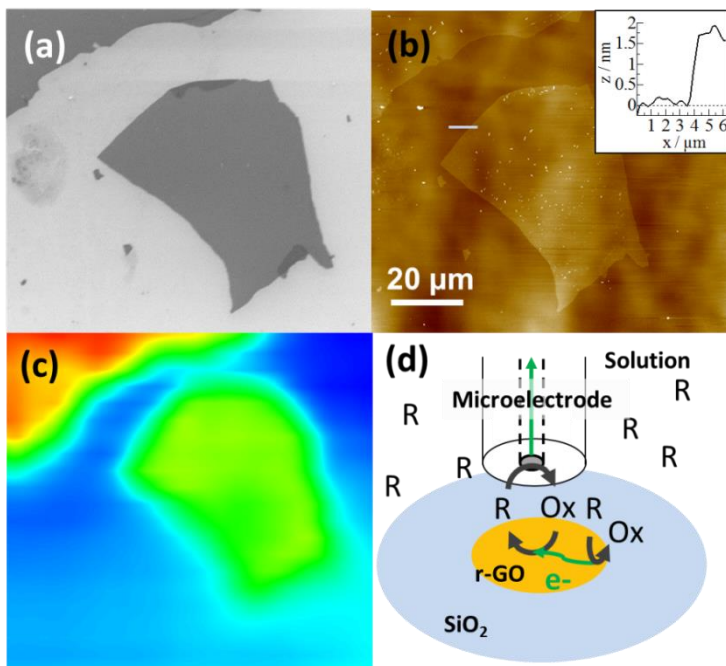 (a)
(b)
z / nm
2
1.5
1
0.5
0
1 2 3 4 5 6
x / µm
20 µm
(c)
(d)
Solution
Microelectrode
R
R
R
R
R
R
R Ox R
Ox
r-GO
e-
SiO₂